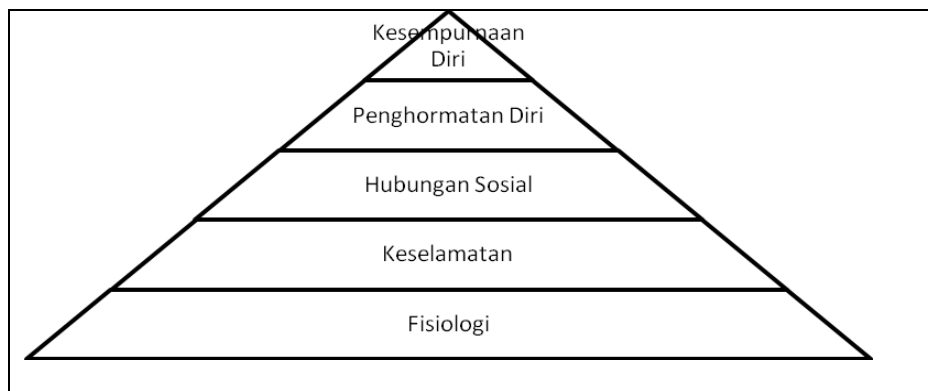 Kesempurnaan
Diri
Penghormatan Diri
Hubungan Sosial
Keselamatan
Fisiologi